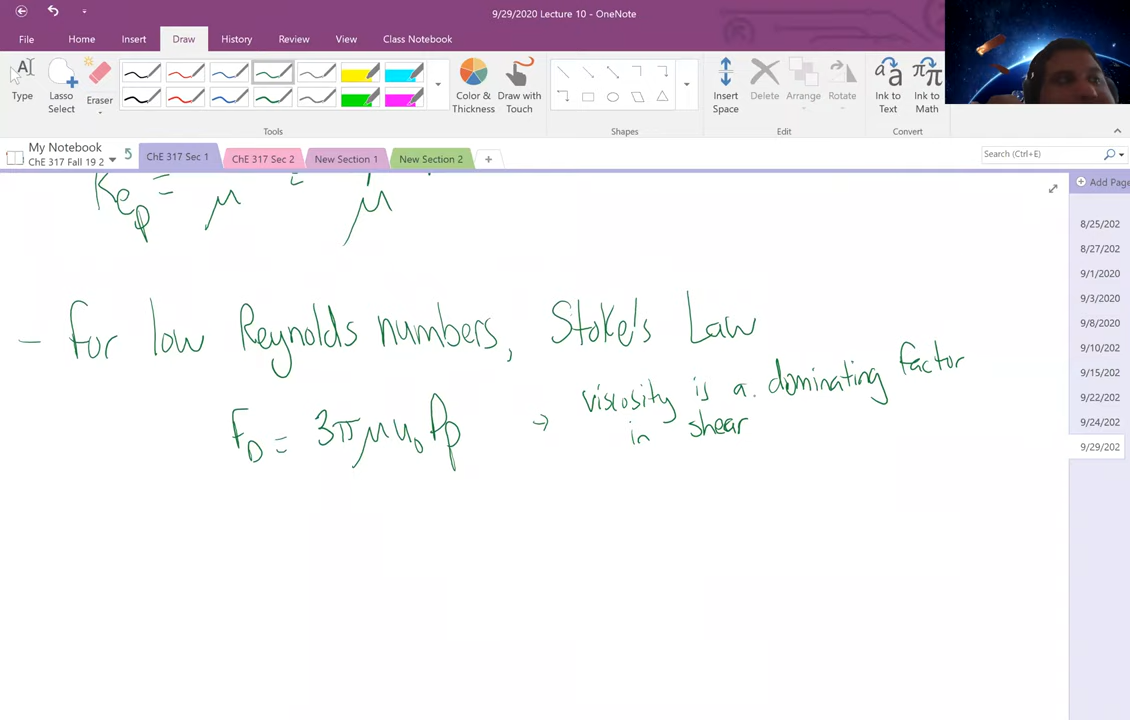 9/29/2020 Lecture 10 - OneNote
File Home Insert Draw History Review View Class Notebook
Type Lasso Select Eraser Color & Thickness Draw with Touch Insert Space Delete Arrange Rotate Ink to Text Ink to Math
Tools Shapes Edit Convert
My Notebook
ChE 317 Fall 19 2
ChE 317 Sec 1 ChE 317 Sec 2 New Section 1 New Section 2 +
Search (Ctrl+E)
Add Page
8/25/202
8/27/202
9/1/2020
9/3/2020
9/8/2020
9/10/202
9/15/202
9/22/202
9/24/202
9/29/202
Rep = μ = μ
- For low Reynolds numbers, Stoke's Law
F_D = 3πμu₀Dp → viscosity is a dominating factor
in shear